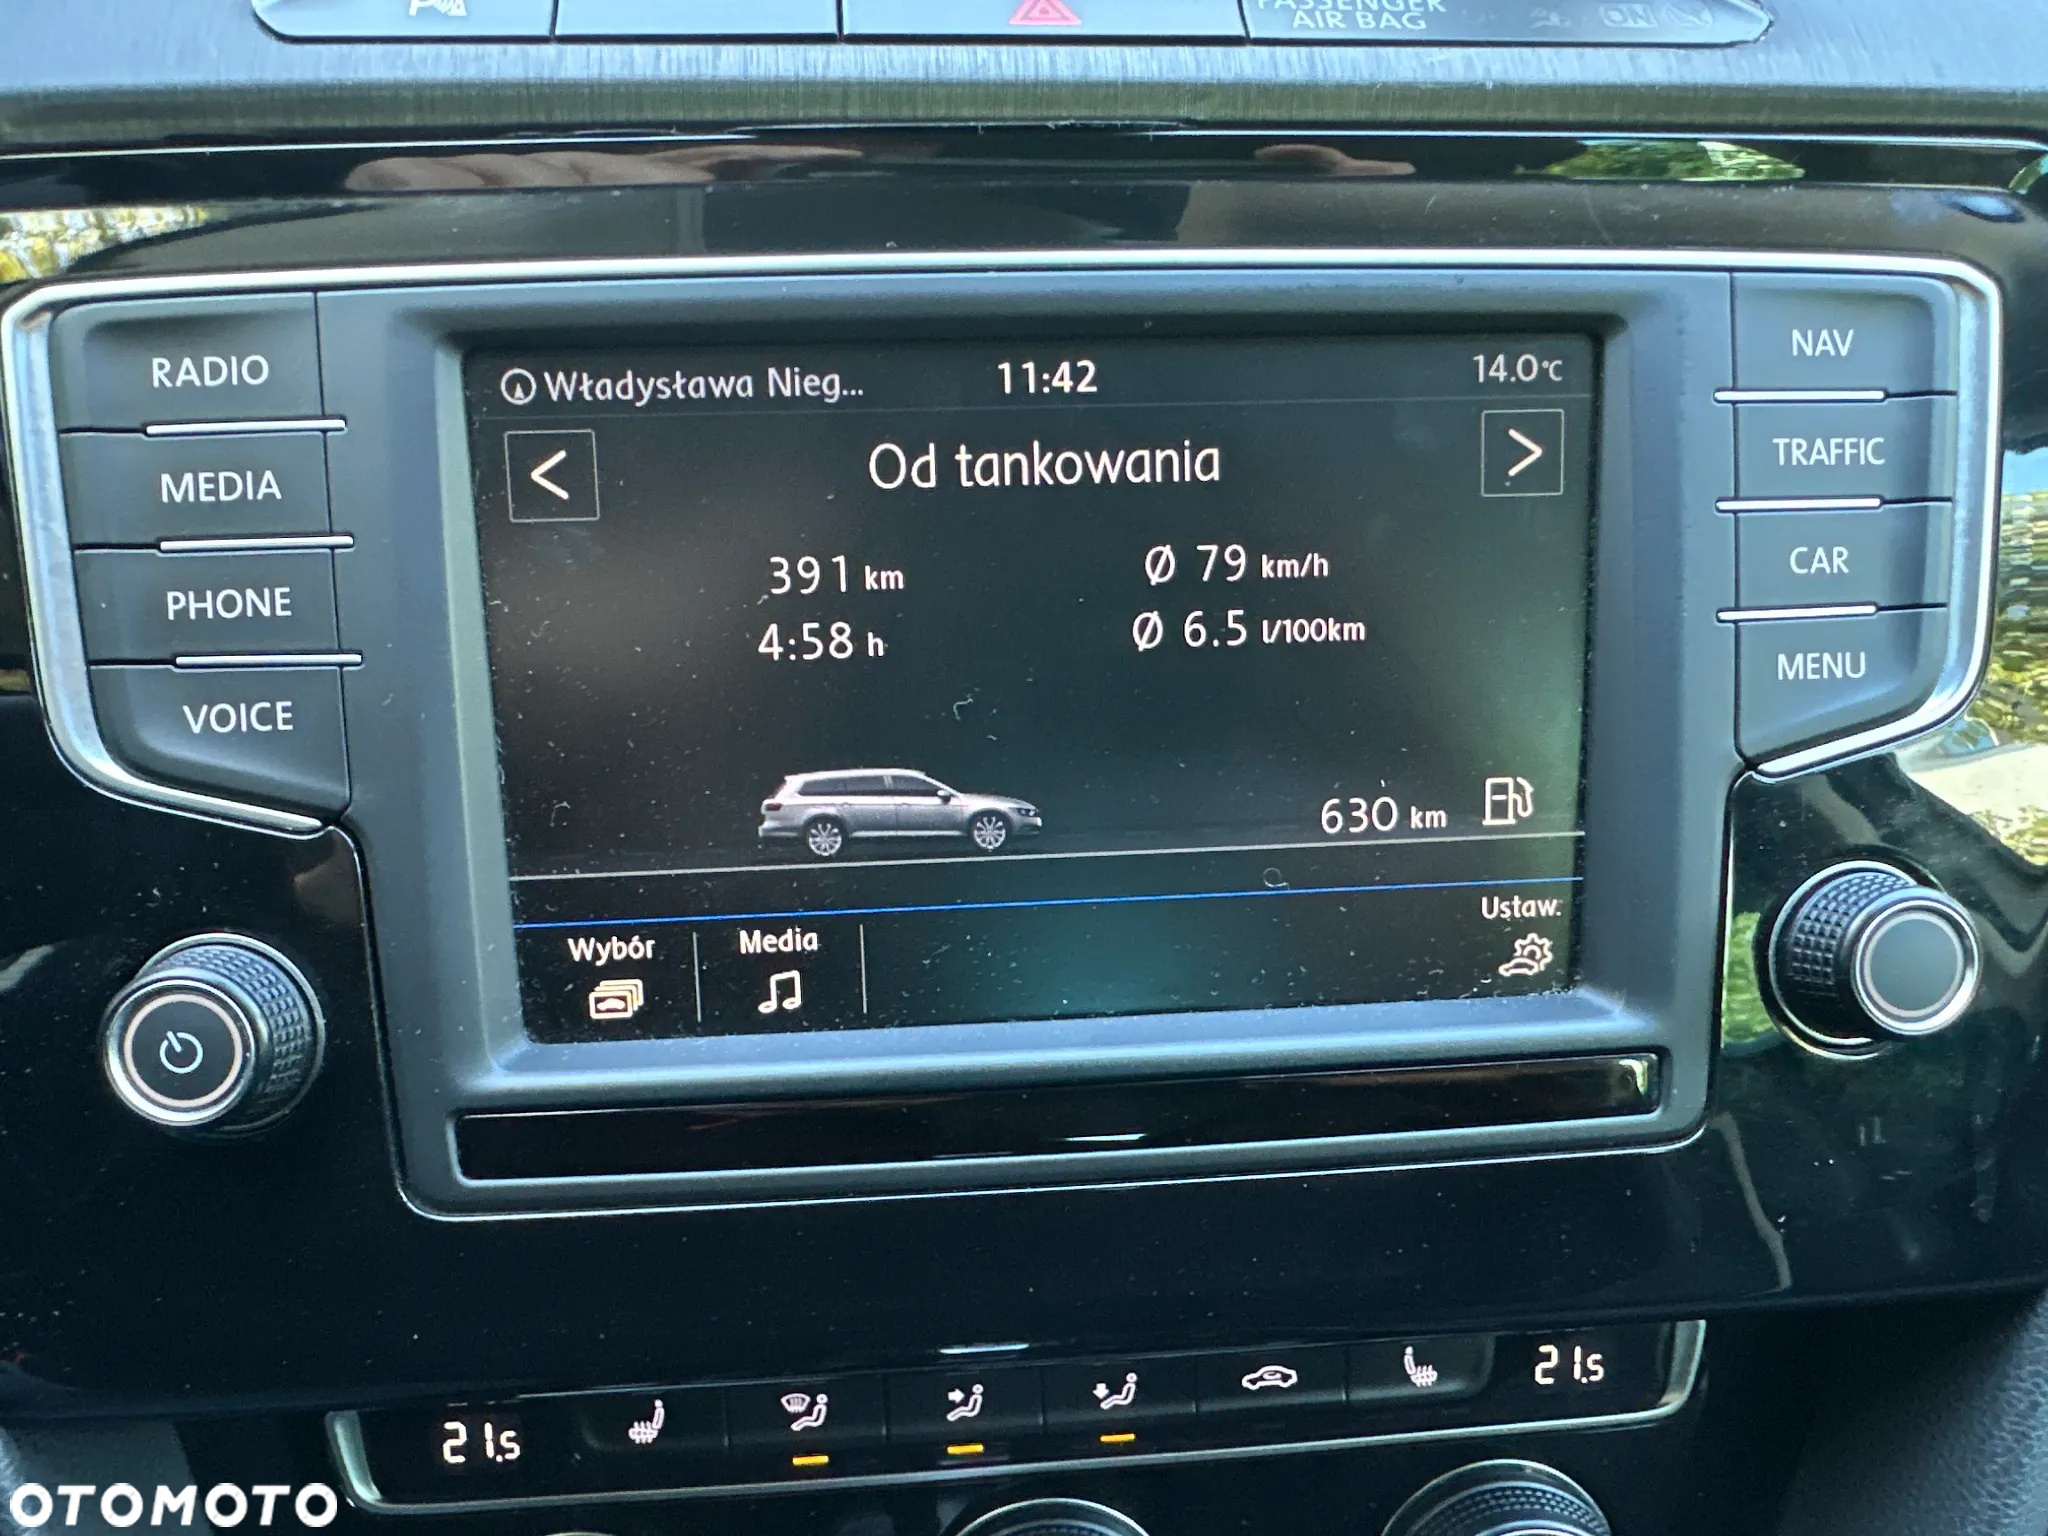 PASSENGER
AIR BAG
ON
RADIO
MEDIA
PHONE
VOICE
NAV
TRAFFIC
CAR
MENU
Władysława Nieg... 11:42 14.0°C
< Od tankowania >
391 km Ø 79 km/h
4:58 h Ø 6.5 l/100km
630 km
Wybór Media Ustaw.
21.5 21.5
OTOMOTO